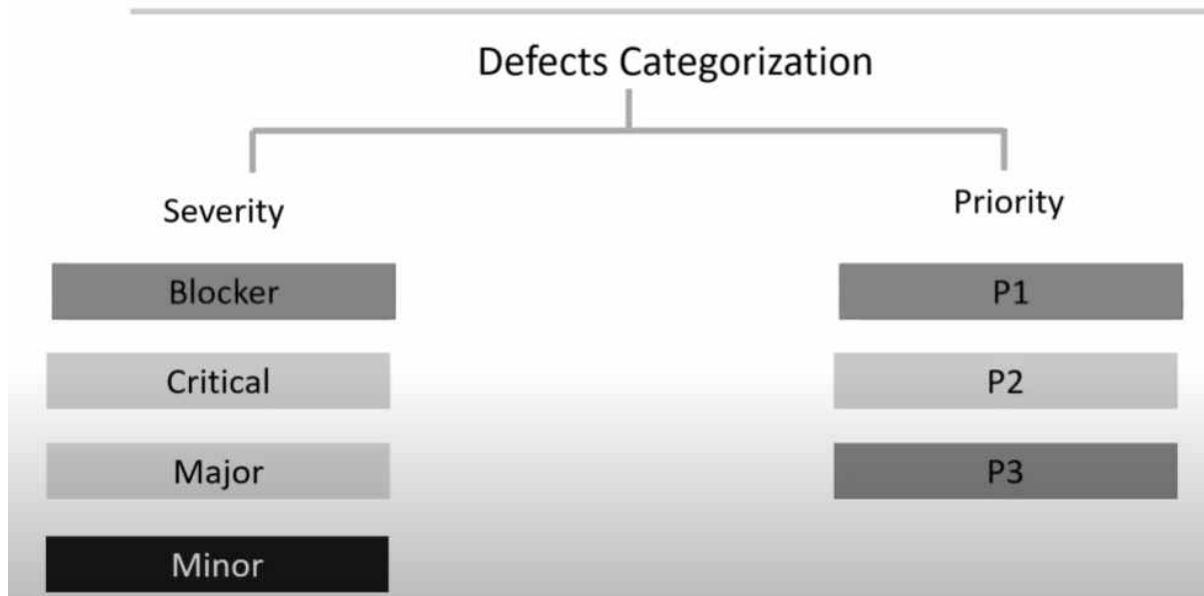 Defects Categorization
Severity
Priority
Blocker
P1
Critical
P2
Major
P3
Minor